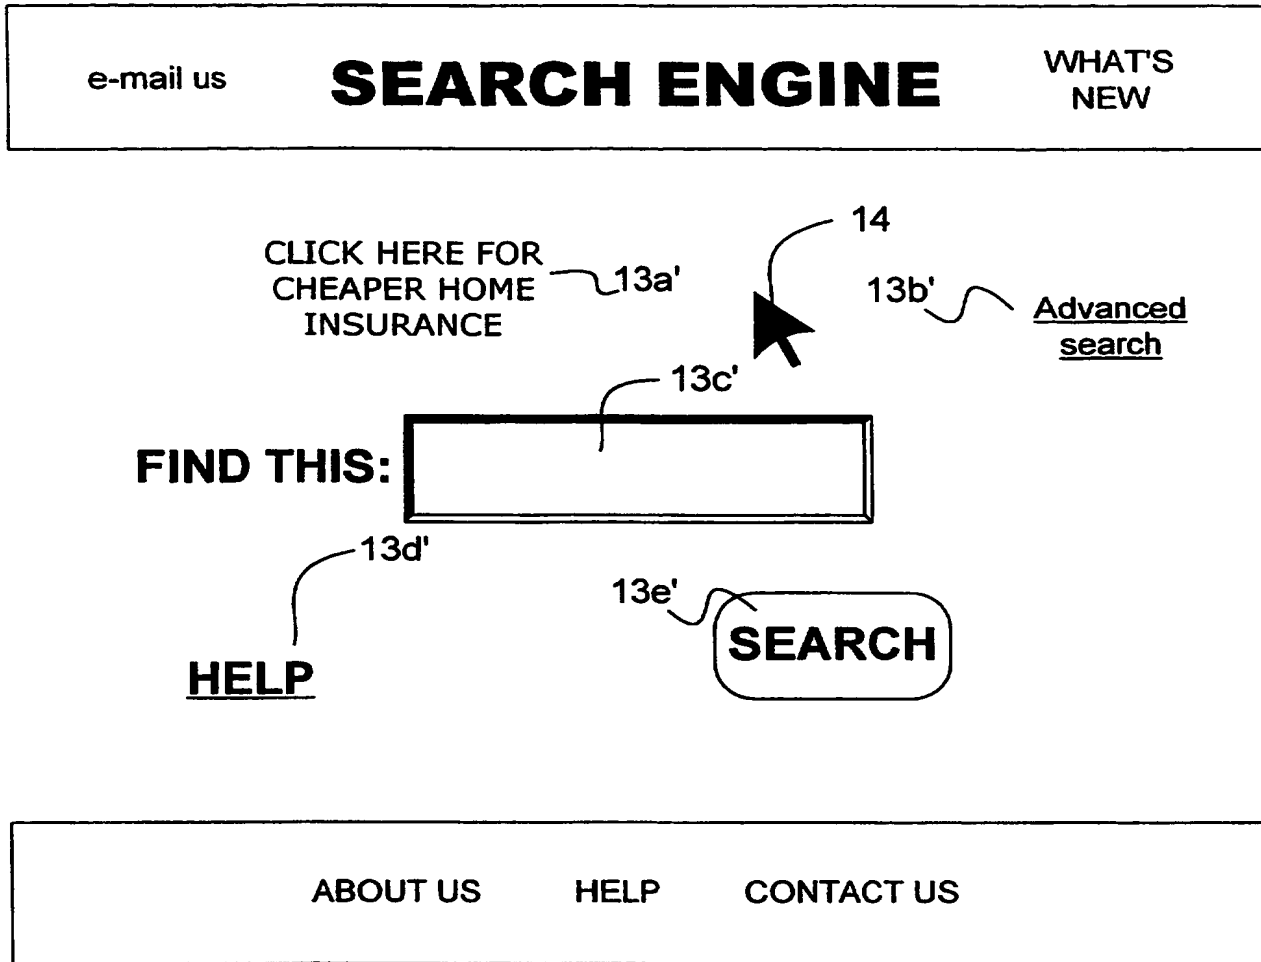 e-mail us
SEARCH ENGINE
WHAT'S
NEW
14
CLICK HERE FOR
CHEAPER HOME
INSURANCE
13a'
13b'
Advanced
search
13c'
FIND THIS:
13d'
13e'
SEARCH
HELP
ABOUT US
HELP
CONTACT US